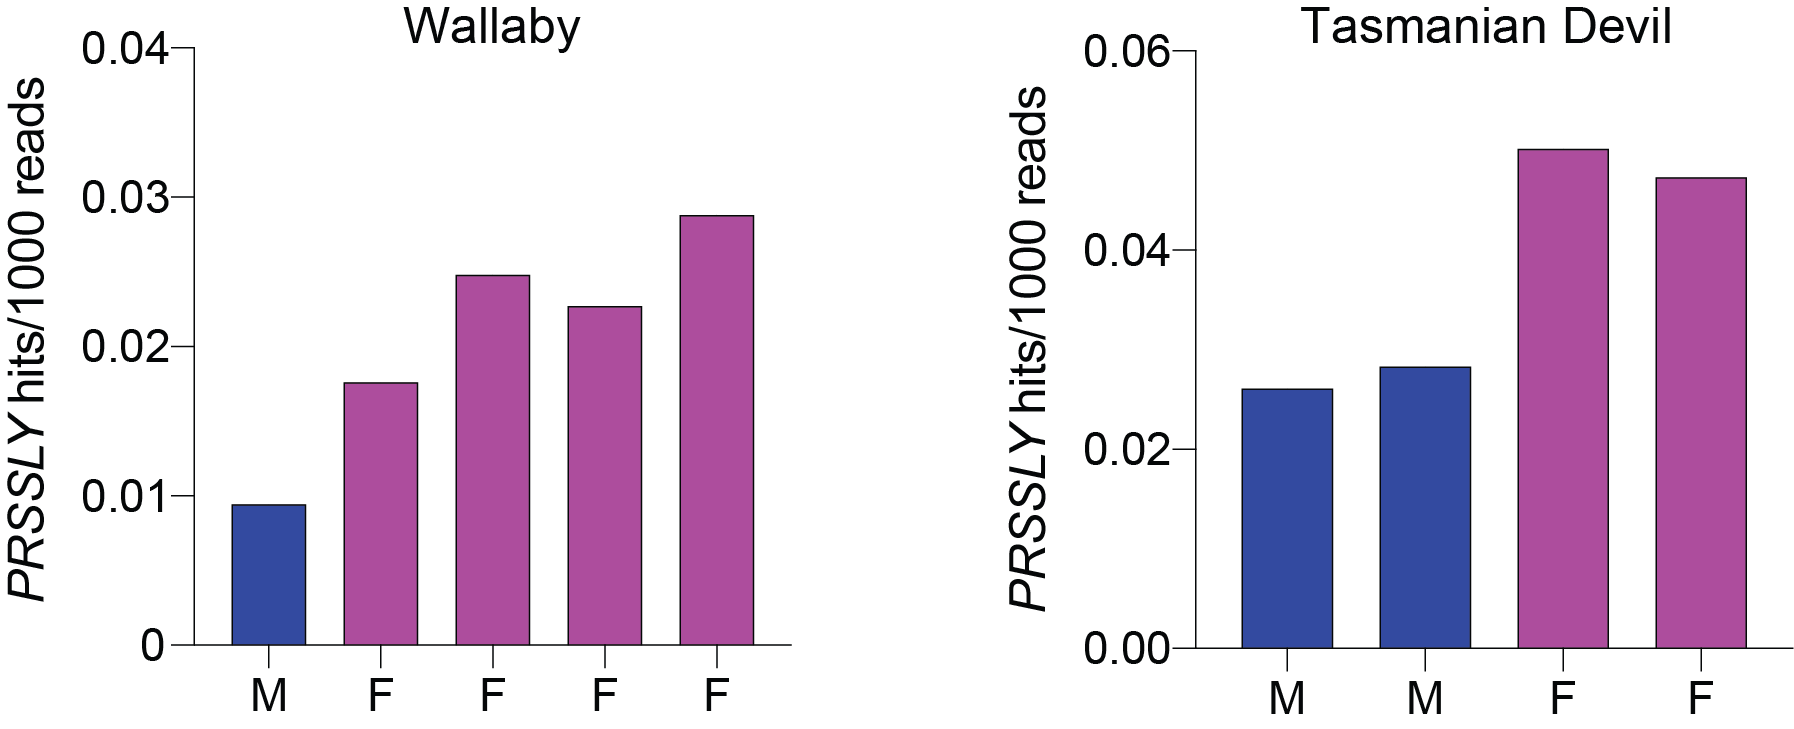 Wallaby
PRSSLY hits/1000 reads
0.04
0.03
0.02
0.01
0
M F F F F
Tasmanian Devil
PRSSLY hits/1000 reads
0.06
0.04
0.02
0.00
M M F F